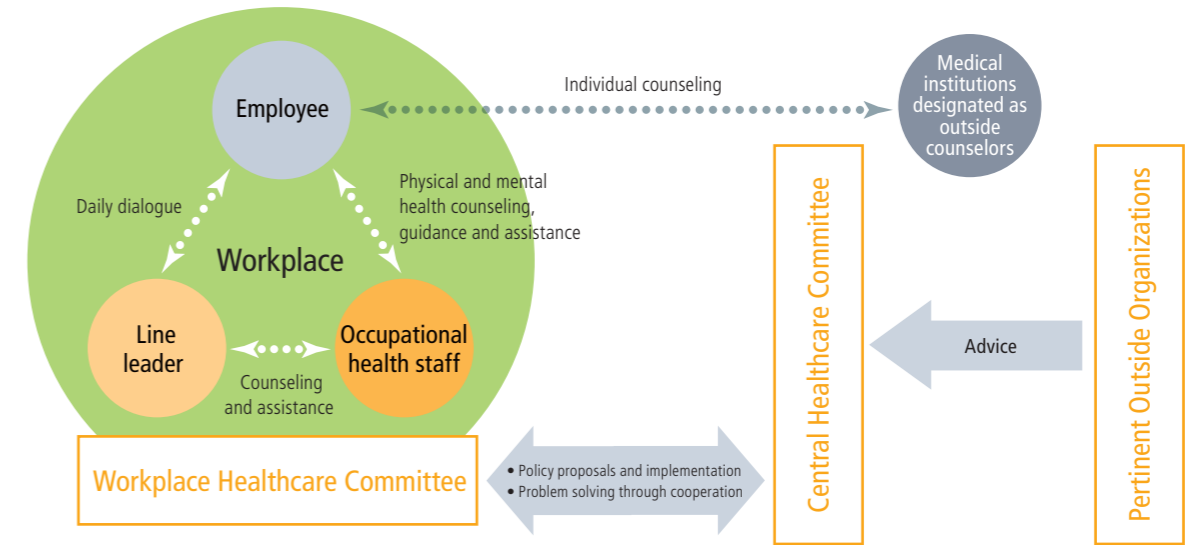 Employee
Individual counseling
Medical
institutions
designated as
outside
counselors
Daily dialogue
Physical and mental
health counseling,
guidance and assistance
Workplace
Line
leader
Occupational
health staff
Counseling
and assistance
Workplace Healthcare Committee
• Policy proposals and implementation
• Problem solving through cooperation
Central Healthcare Committee
Advice
Pertinent Outside Organizations